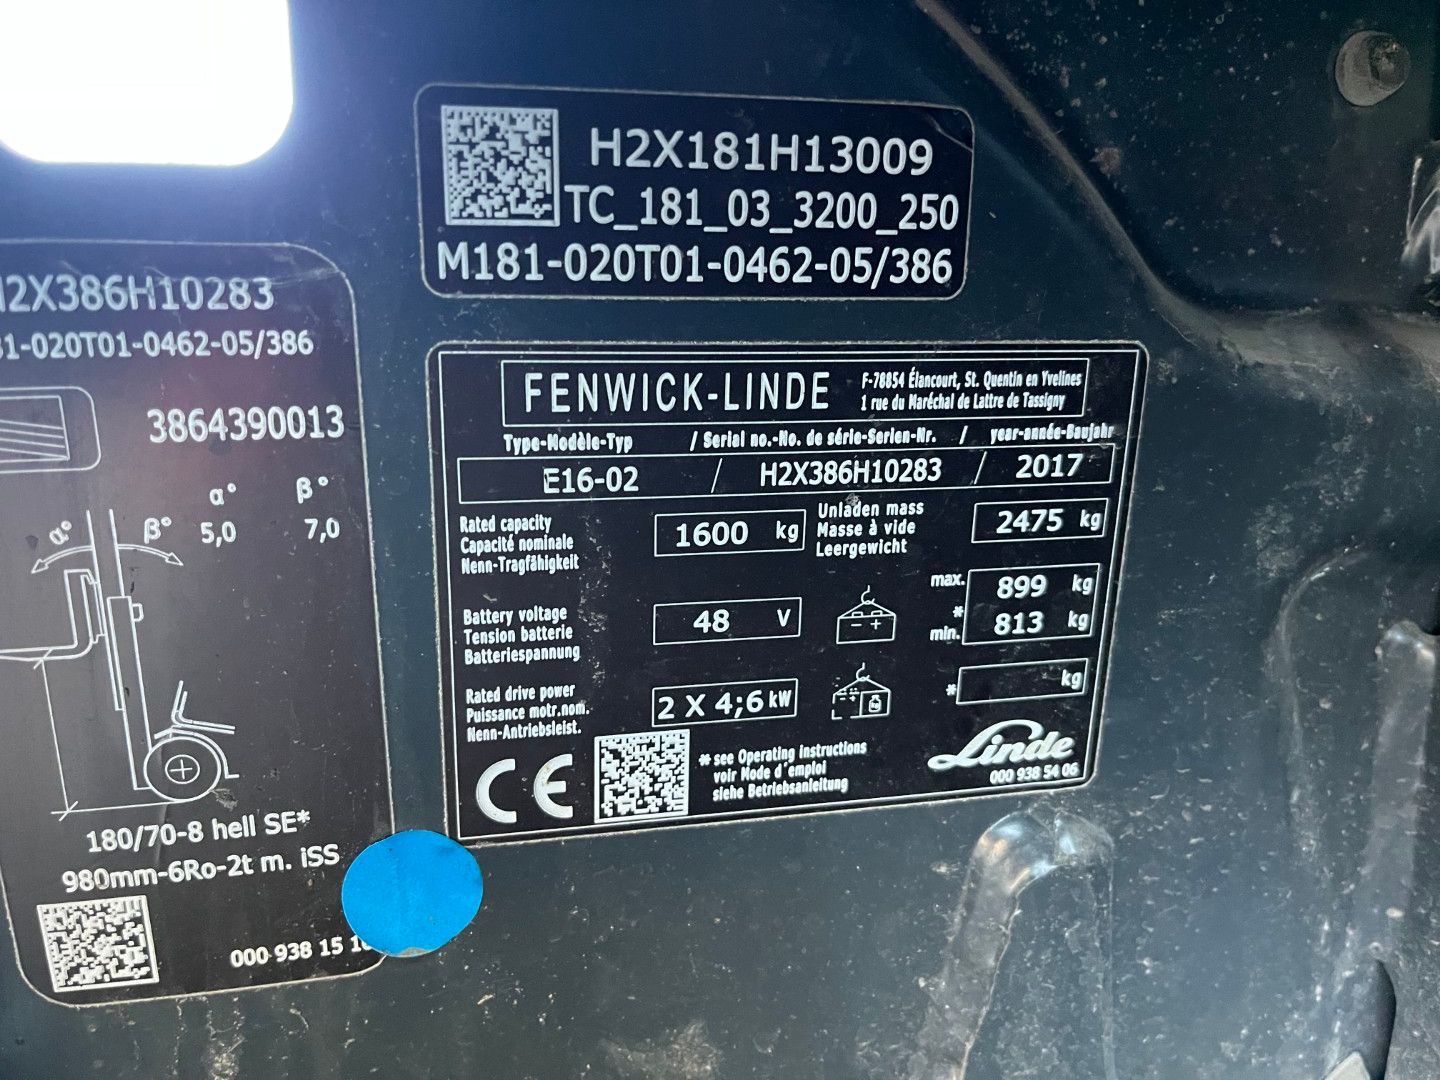 H2X181H13009
TC_181_03_3200_250
M181-020T01-0462-05/386
2X386H10283
1-020T01-0462-05/386
3864390013
α° β°
α° β° 5,0 7,0
180/70-8 hell SE*
980mm-6Ro-2t m. iSS
000 938 15
FENWICK-LINDE
F-78854 Élancourt, St. Quentin en Yvelines
1 rue du Maréchal de Lattre de Tassigny
Type-Modèle-Typ / Serial no.-No. de série-Serien-Nr. / year-année-Baujahr
E16-02 / H2X386H10283 / 2017
Rated capacity
Capacité nominale
Nenn-Tragfähigkeit
1600 kg
Unladen mass
Masse à vide
Leergewicht
2475 kg
Battery voltage
Tension batterie
Batteriespannung
48 V
- +
max. 899 kg
*
min. 813 kg
Rated drive power
Puissance motr.nom.
Nenn-Antriebsleist.
2 X 4;6 kW
- +
kg
* kg
CE
* see Operating instructions
voir Mode d'emploi
siehe Betriebsanleitung
Linde
000 938 54 06